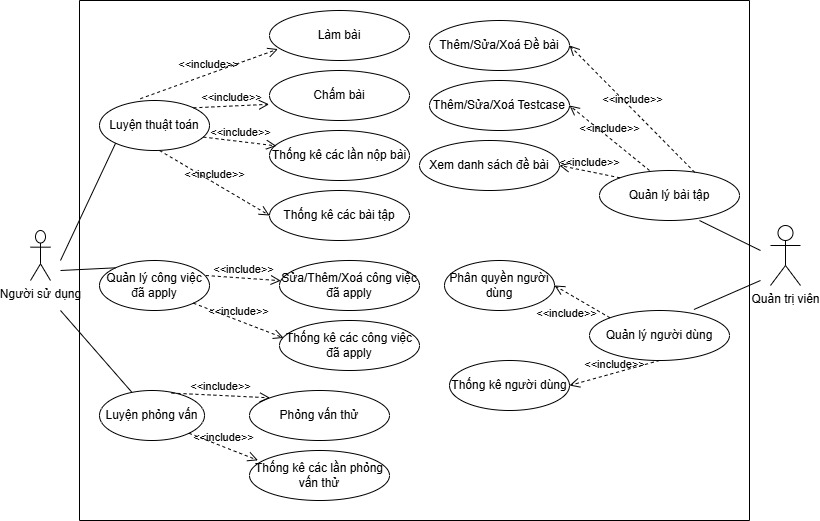 Làm bài
<<include>>
Chấm bài
<<include>>
Luyện thuật toán
<<include>>
Thống kê các lần nộp bài
<<include>>
Thống kê các bài tập
Thêm/Sửa/Xoá Đề bài
<<include>>
Thêm/Sửa/Xoá Testcase
<<include>>
Xem danh sách đề bài
<<include>>
Quản lý bài tập
Người sử dụng
Quản lý công việc
đã apply
<<include>>
Sửa/Thêm/Xoá công việc
đã apply
<<include>>
Thống kê các công việc
đã apply
Phân quyền người
dùng
<<include>>
Quản lý người dùng
<<include>>
Thống kê người dùng
Quản trị viên
<<include>>
Luyện phỏng vấn
Phỏng vấn thử
<<include>>
Thống kê các lần phỏng
vấn thử